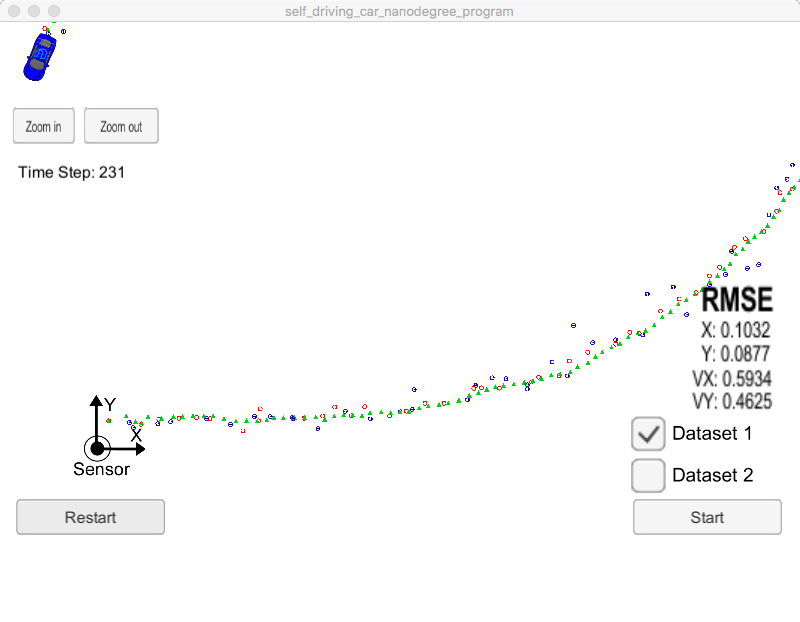 self_driving_car_nanodegree_program
Zoom in
Zoom out
Time Step: 231
RMSE
X: 0.1032
Y: 0.0877
VX: 0.5934
VY: 0.4625
Y
X
Sensor
Dataset 1
Dataset 2
Restart
Start